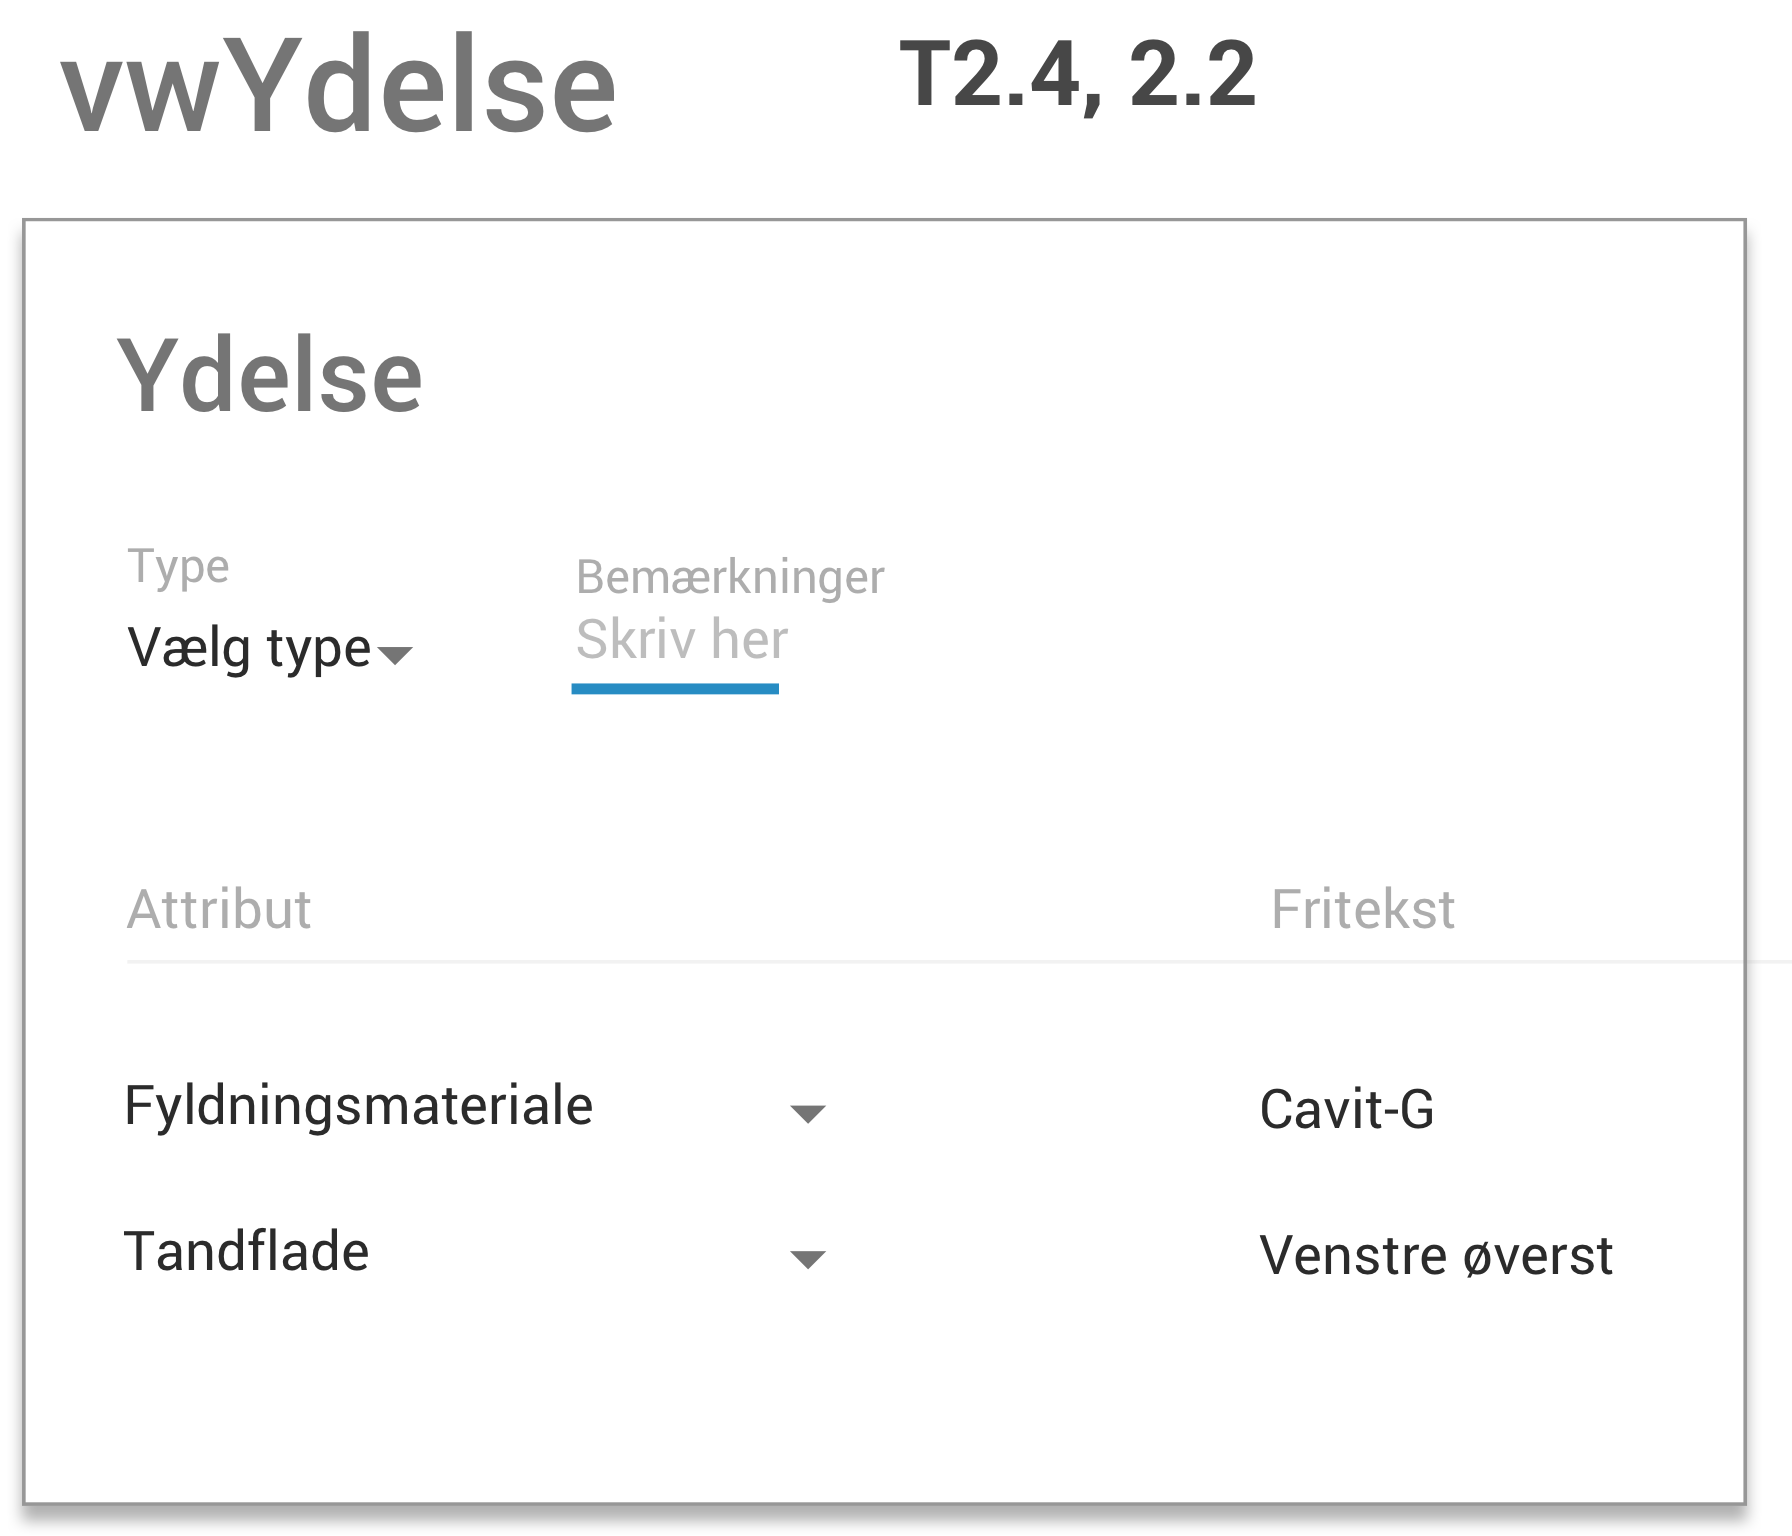 vwYdelse
T2.4, 2.2
Ydelse
Type
Bemærkninger
Vælg type
Skriv her
Attribut
Fritekst
Fyldningsmateriale
Cavit-G
Tandflade
Venstre øverst